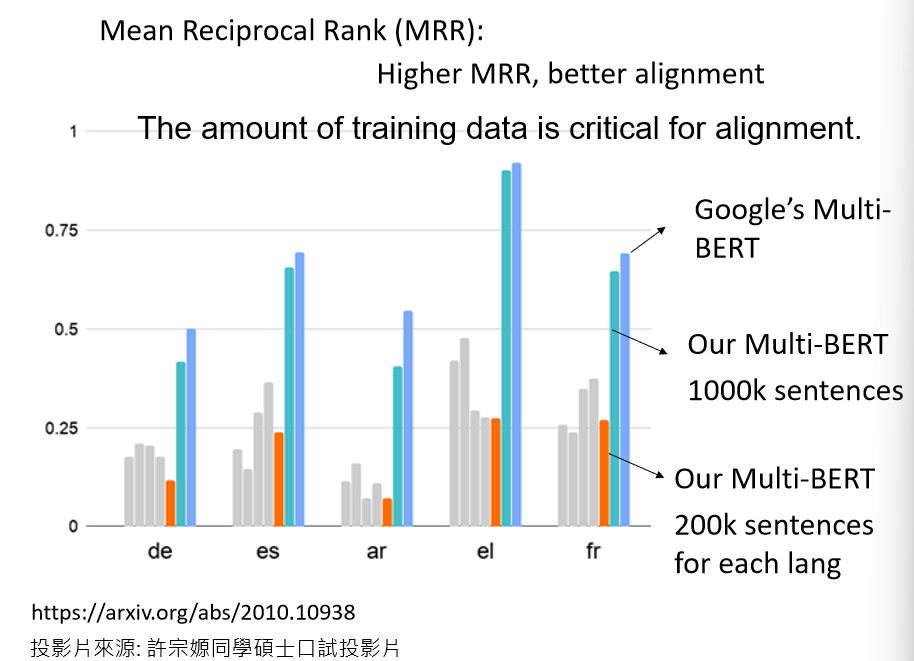 Mean Reciprocal Rank (MRR):
Higher MRR, better alignment
The amount of training data is critical for alignment.
1
0.75
0.5
0.25
0
de
es
ar
el
fr
Google’s Multi-
BERT
Our Multi-BERT
1000k sentences
Our Multi-BERT
200k sentences
for each lang
https://arxiv.org/abs/2010.10938
投影片來源: 許宗嫄同學碩士口試投影片